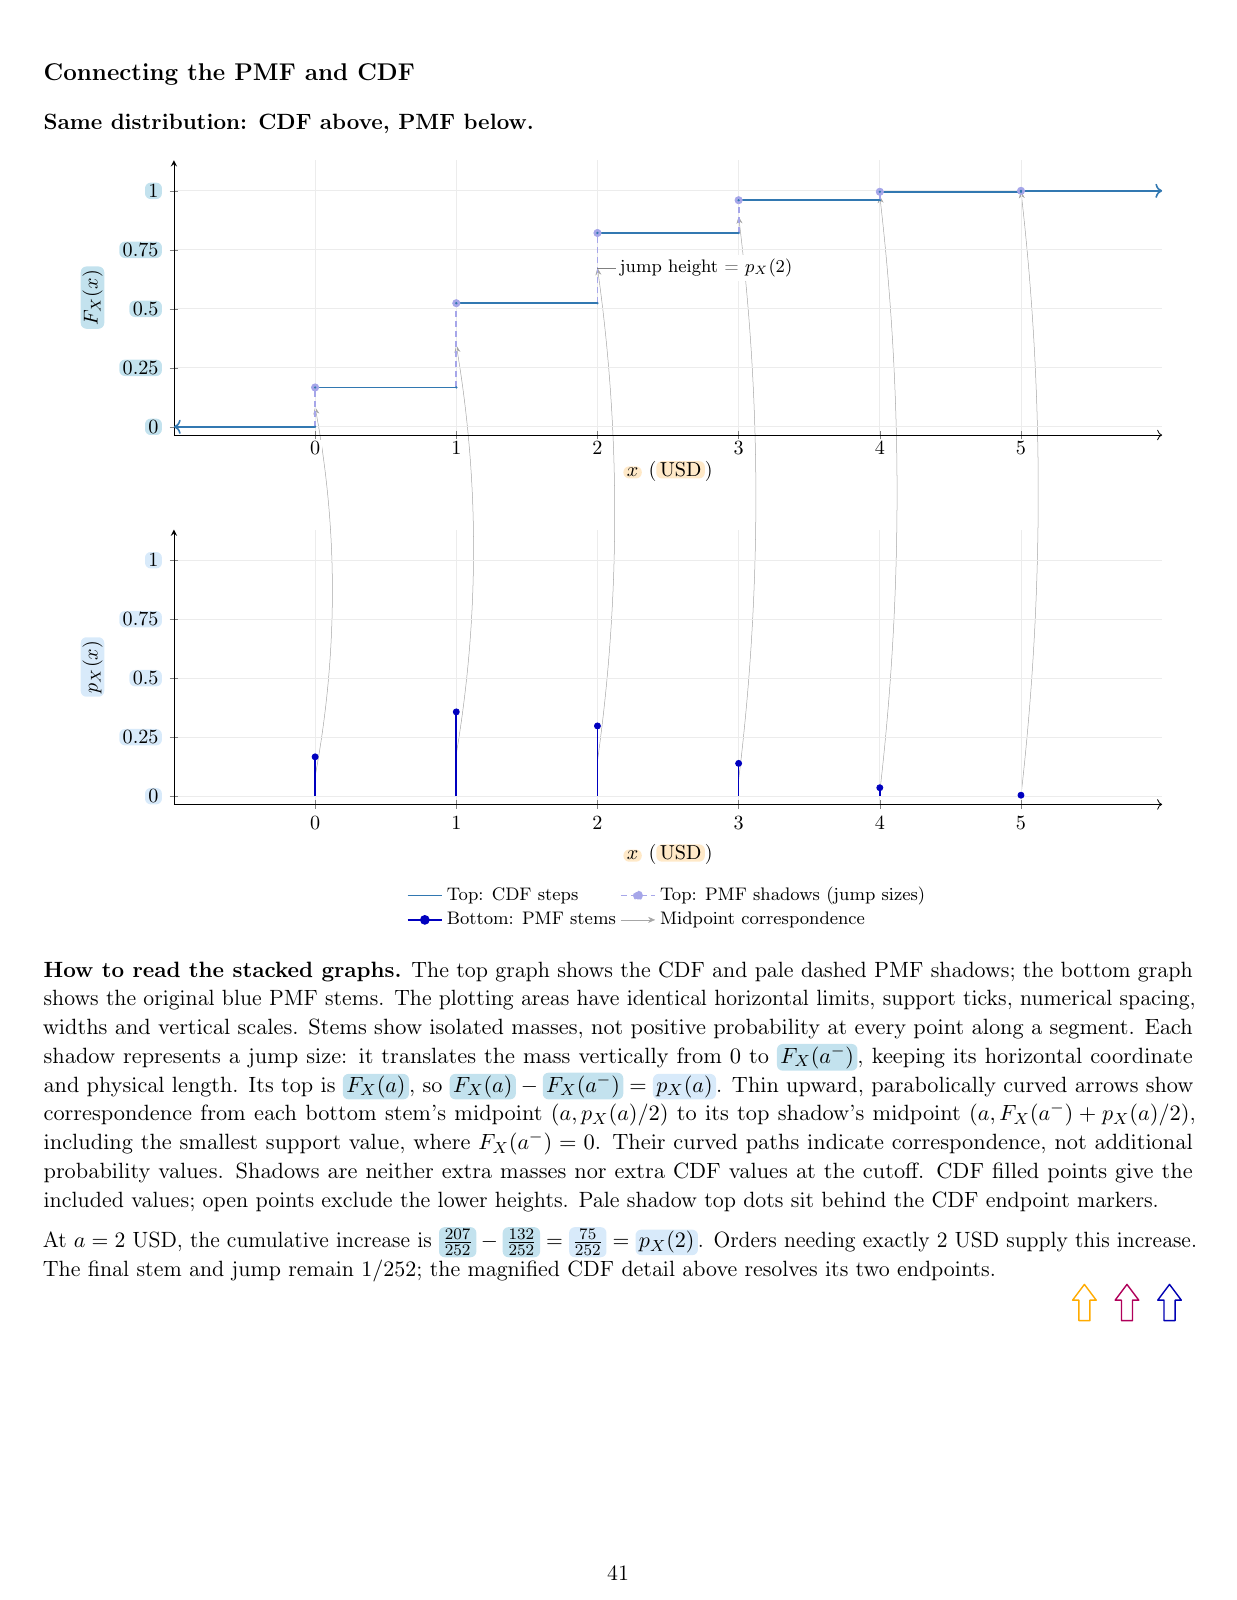 Connecting the PMF and CDF
Same distribution: CDF above, PMF below.
1
0.75
0.5
0.25
0
F_X(x)
jump height = p_X(2)
0 1 2 3 4 5
x (USD)
1
0.75
0.5
0.25
0
p_X(x)
0 1 2 3 4 5
x (USD)
Top: CDF steps Top: PMF shadows (jump sizes)
Bottom: PMF stems Midpoint correspondence
How to read the stacked graphs. The top graph shows the CDF and pale dashed PMF shadows; the bottom graph
shows the original blue PMF stems. The plotting areas have identical horizontal limits, support ticks, numerical spacing,
widths and vertical scales. Stems show isolated masses, not positive probability at every point along a segment. Each
shadow represents a jump size: it translates the mass vertically from 0 to F_X(a⁻), keeping its horizontal coordinate
and physical length. Its top is F_X(a), so F_X(a) − F_X(a⁻) = p_X(a). Thin upward, parabolically curved arrows show
correspondence from each bottom stem's midpoint (a, p_X(a)/2) to its top shadow's midpoint (a, F_X(a⁻) + p_X(a)/2),
including the smallest support value, where F_X(a⁻) = 0. Their curved paths indicate correspondence, not additional
probability values. Shadows are neither extra masses nor extra CDF values at the cutoff. CDF filled points give the
included values; open points exclude the lower heights. Pale shadow top dots sit behind the CDF endpoint markers.
At a = 2 USD, the cumulative increase is 207/252 − 132/252 = 75/252 = p_X(2). Orders needing exactly 2 USD supply this increase.
The final stem and jump remain 1/252; the magnified CDF detail above resolves its two endpoints.
41